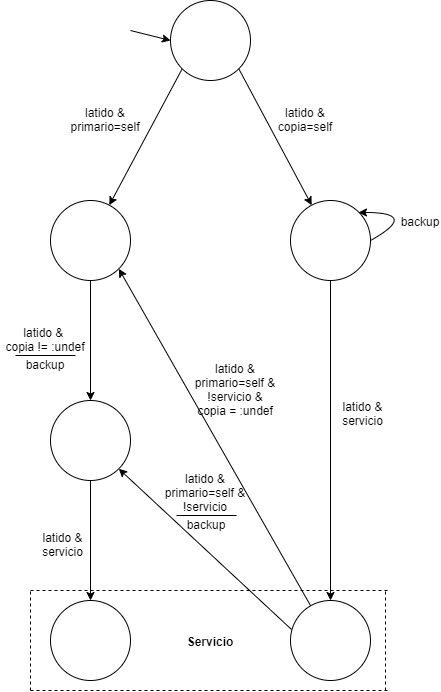 latido &
primario=self
latido &
copia=self
backup
latido &
copia != :undef
backup
latido &
primario=self &
!servicio &
copia = :undef
latido &
servicio
latido &
primario=self &
!servicio
backup
latido &
servicio
Servicio